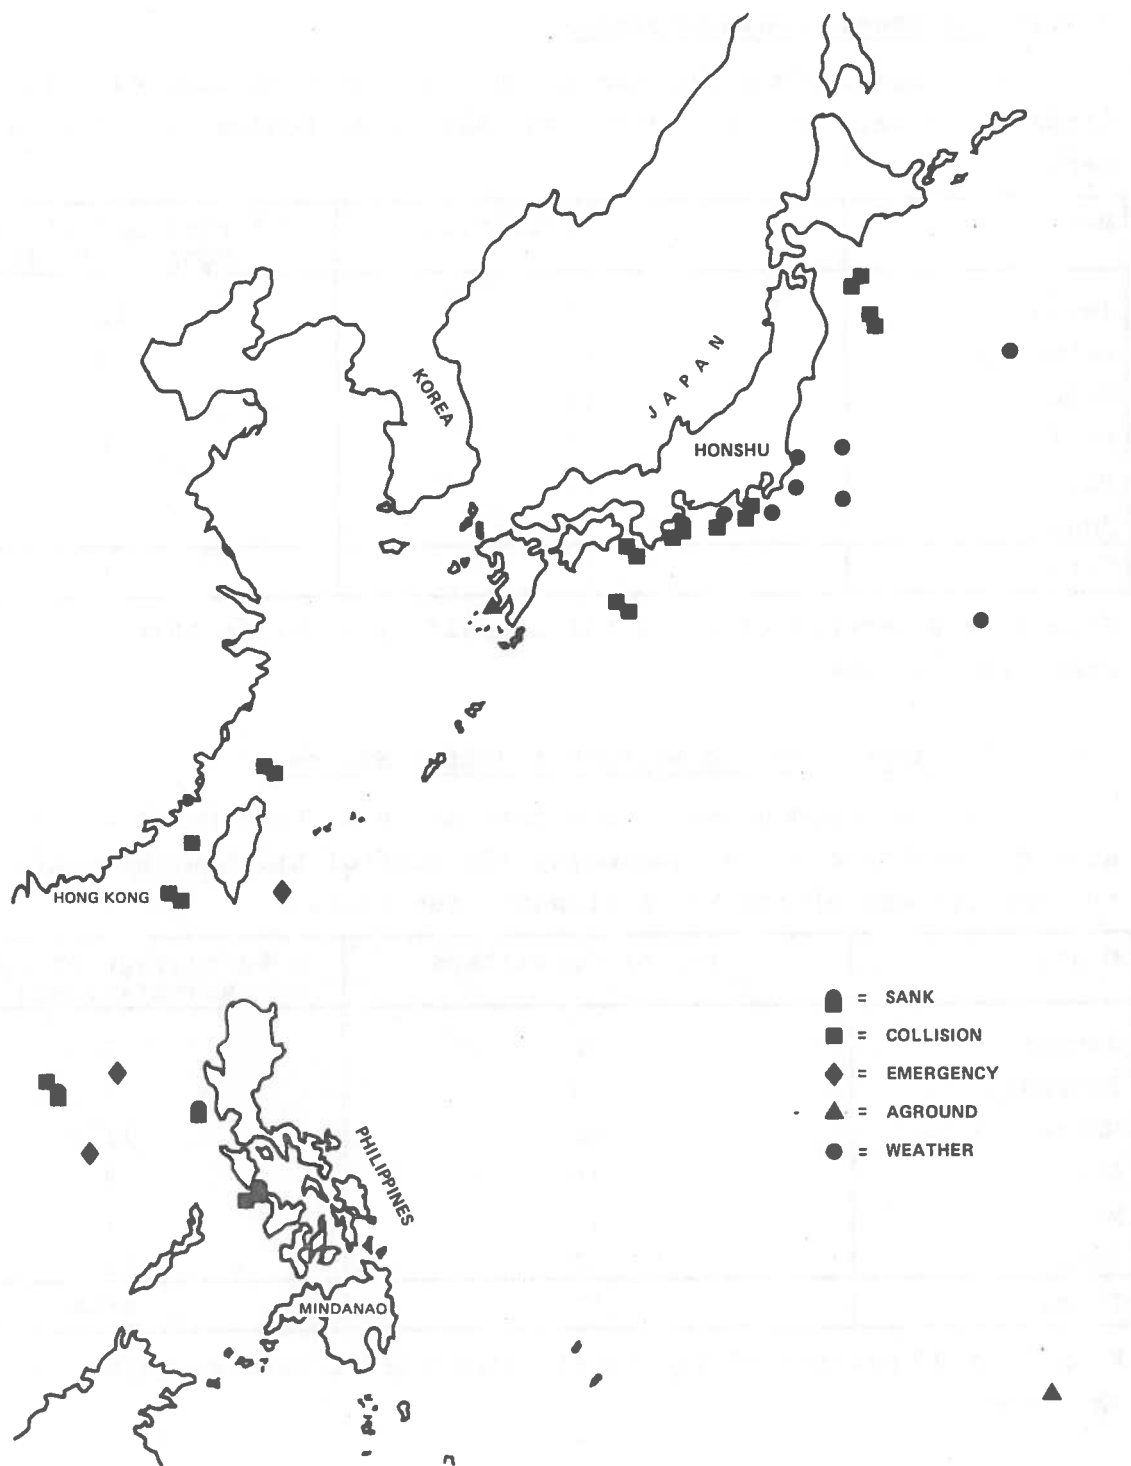 JAPAN
KOREA
HONSHU
HONG KONG
= SANK
= COLLISION
= EMERGENCY
= AGROUND
= WEATHER
PHILIPPINES
MINDANAO